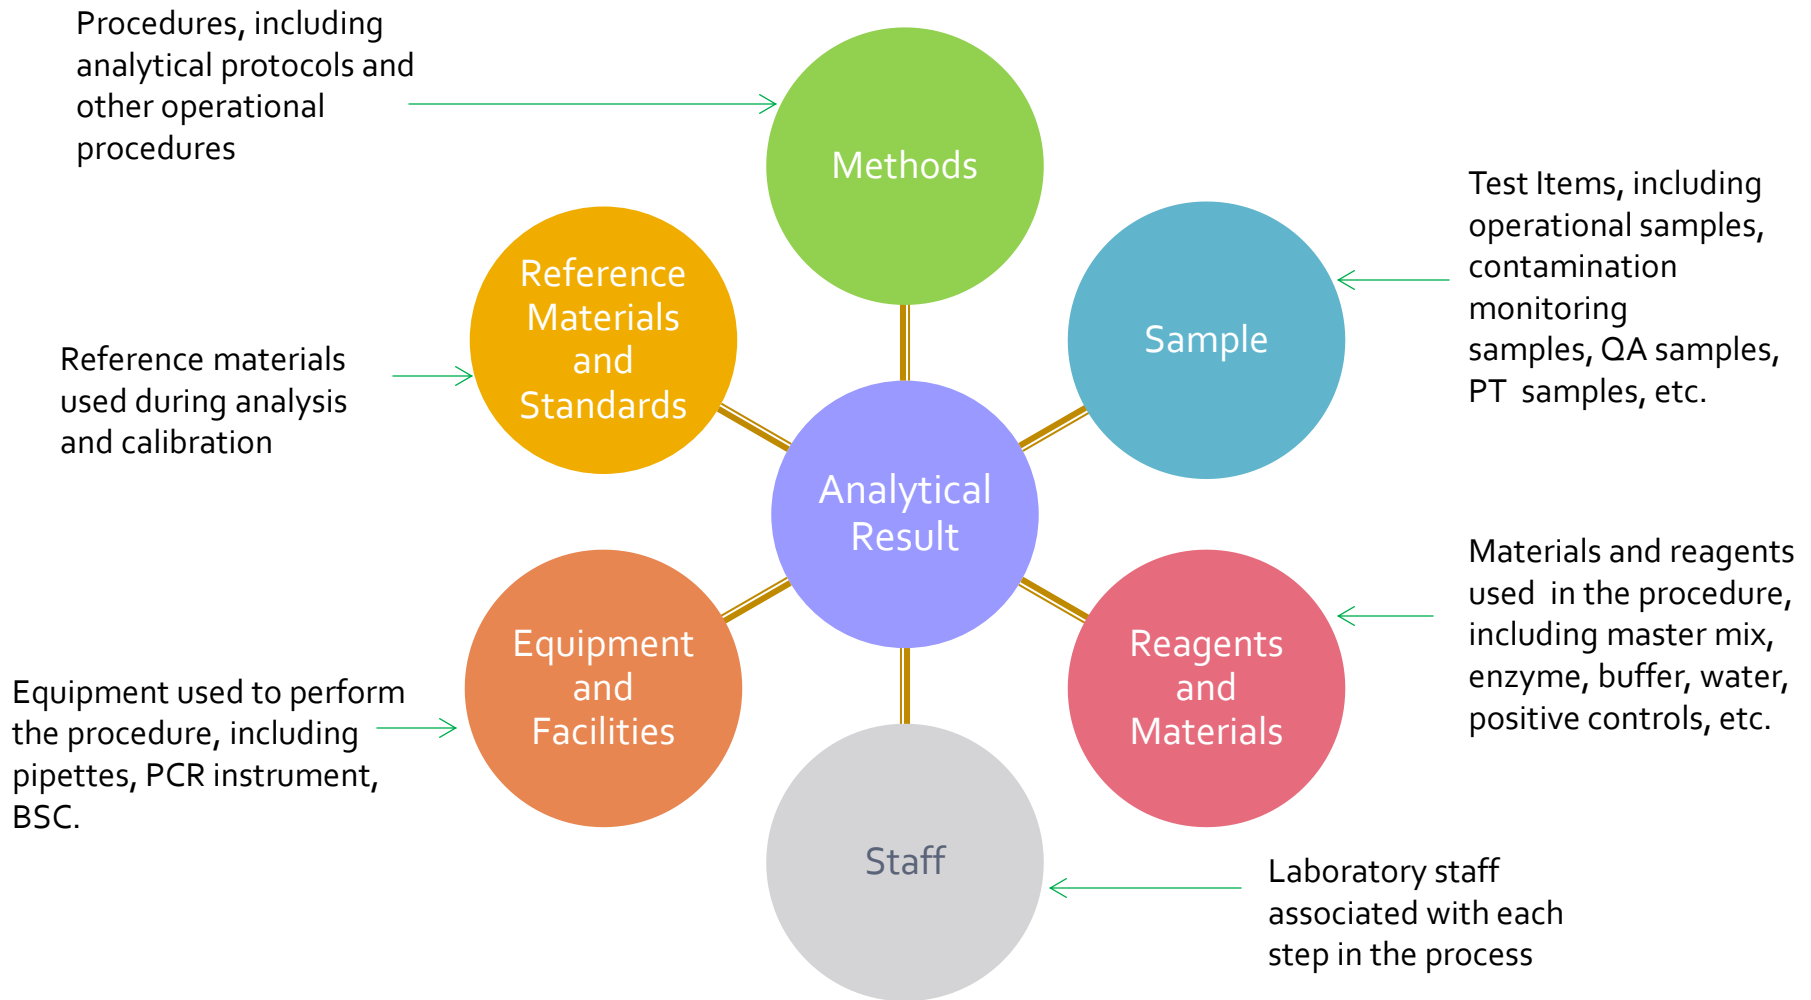 Procedures, including
analytical protocols and
other operational
procedures
Methods
Test Items, including
operational samples,
contamination
monitoring
samples, QA samples,
PT samples, etc.
Reference
Materials
and
Standards
Sample
Reference materials
used during analysis
and calibration
Analytical
Result
Materials and reagents
used in the procedure,
including master mix,
enzyme, buffer, water,
positive controls, etc.
Equipment
and
Facilities
Reagents
and
Materials
Equipment used to perform
the procedure, including
pipettes, PCR instrument,
BSC.
Staff
Laboratory staff
associated with each
step in the process